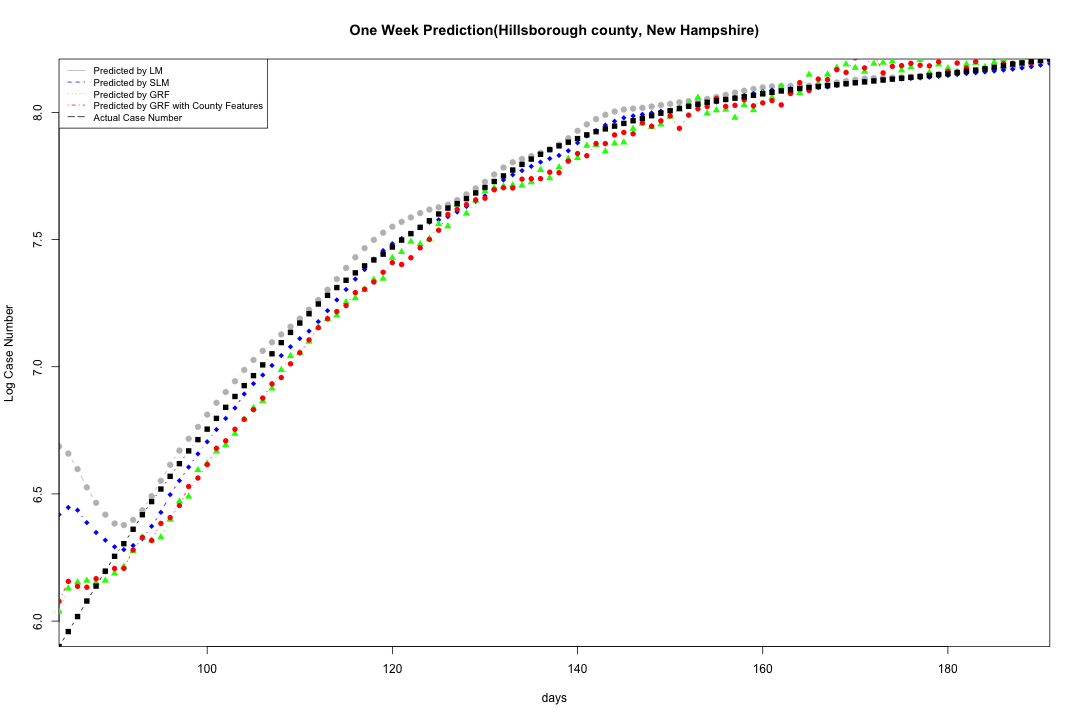 One Week Prediction(Hillsborough county, New Hampshire)
Predicted by LM
Predicted by SLM
Predicted by GRF
Predicted by GRF with County Features
Actual Case Number
Log Case Number
8.0
7.5
7.0
6.5
6.0
100 120 140 160 180
days